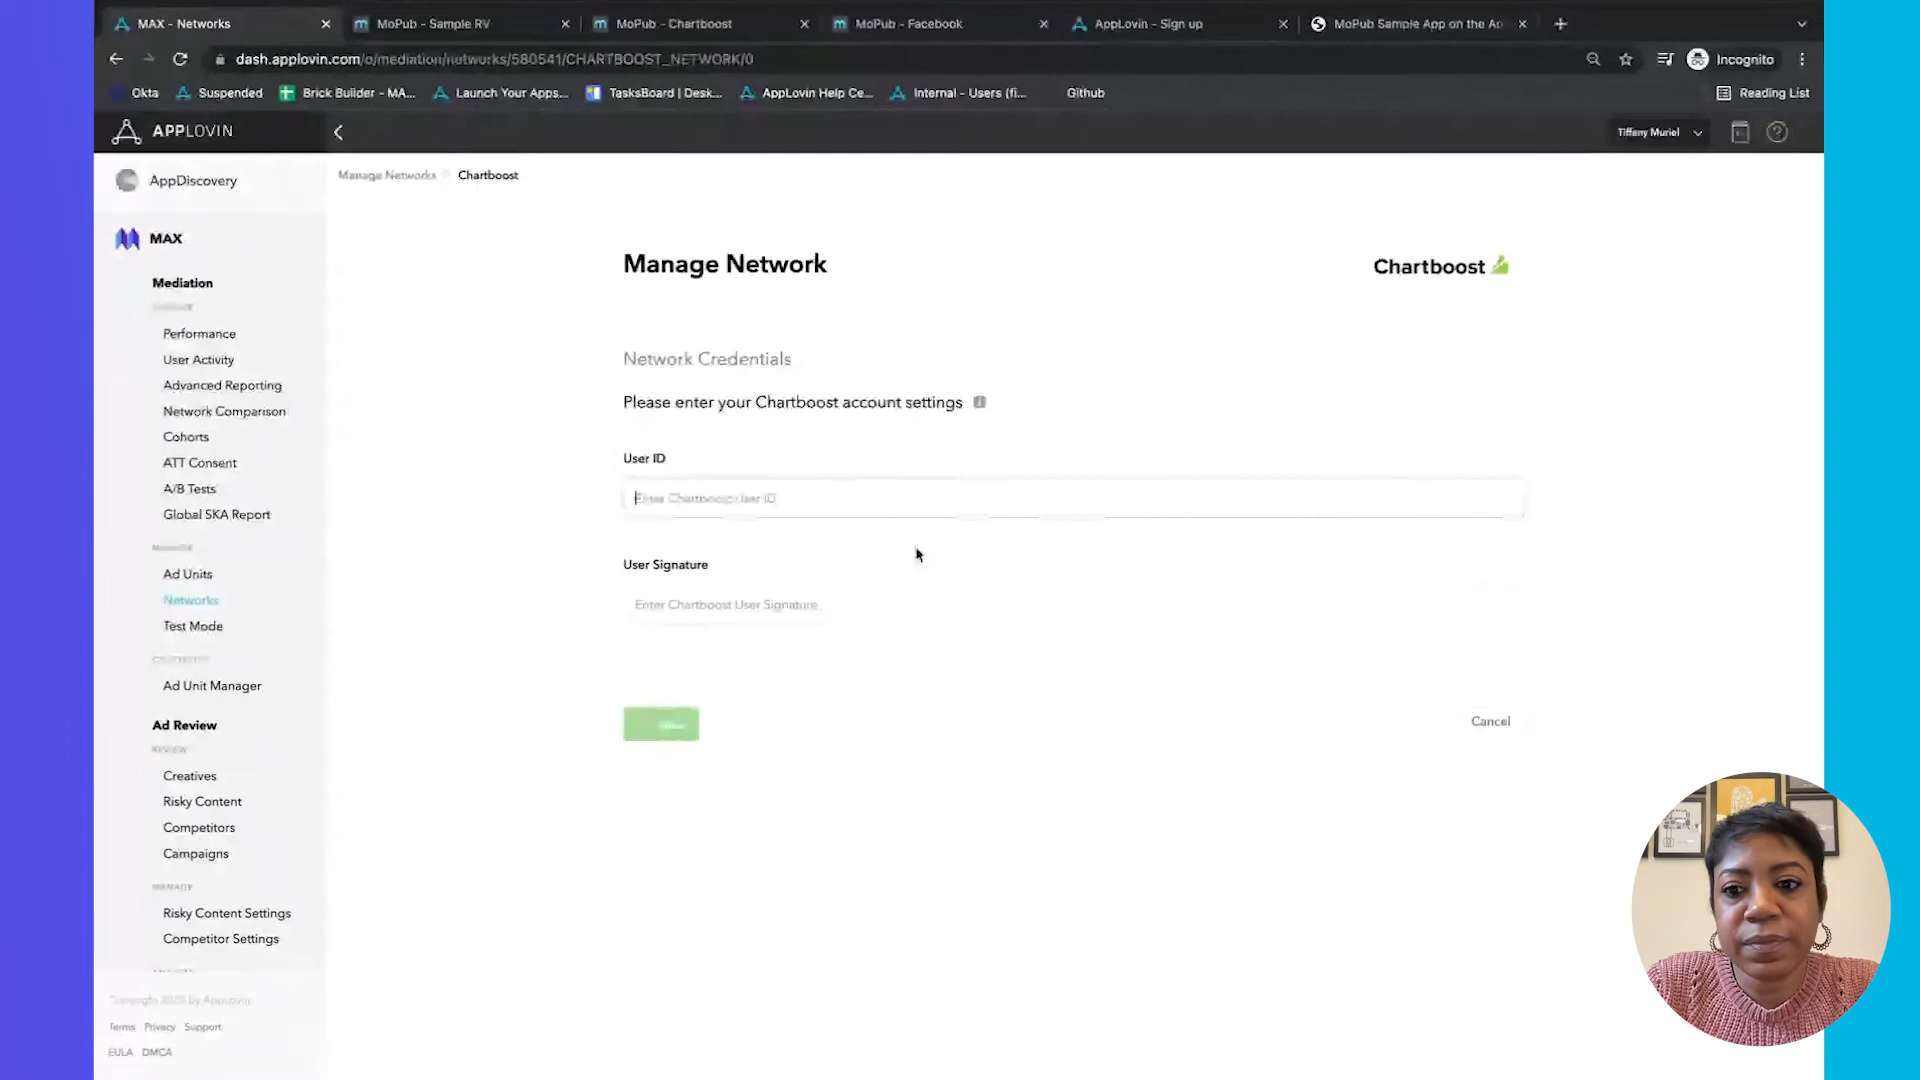 MAX - Networks
MoPub - Sample RV
MoPub - Chartboost
MoPub - Facebook
AppLovin - Sign up
MoPub Sample App on the Ap
dash.applovin.com/o/mediation/networks/580541/CHARTBOOST_NETWORK/0
Incognito
Okta
Suspended
Brick Builder - MA...
Launch Your Apps...
TasksBoard | Desk...
AppLovin Help Ce...
Internal - Users (fi...
Github
Reading List
APPLOVIN
Tiffany Muriel
AppDiscovery
Manage Networks
Chartboost
MAX
Mediation
Performance
User Activity
Advanced Reporting
Network Comparison
Cohorts
ATT Consent
A/B Tests
Global SKA Report
MANAGE
Ad Units
Networks
Test Mode
Ad Unit Manager
Ad Review
REVIEW
Creatives
Risky Content
Competitors
Campaigns
MANAGE
Risky Content Settings
Competitor Settings
by AppLovin
Terms Privacy Support
EULA DMCA
Manage Network
Chartboost
Network Credentials
Please enter your Chartboost account settings
User ID
Enter Chartboost User ID
User Signature
Enter Chartboost User Signature
Cancel